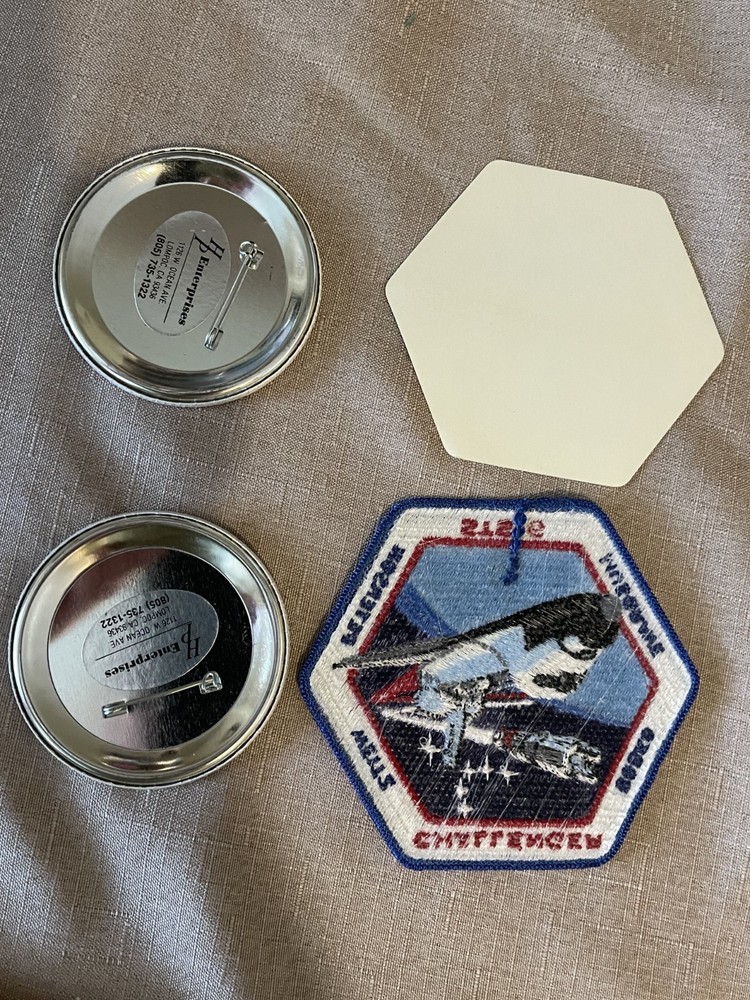 HP Enterprises
1126 W. OCEAN AVE
LOMPOC, CA 93436
(805) 735-1322
HP Enterprises
1126 W. OCEAN AVE
LOMPOC, CA 93436
(805) 735-1322
STS-6
PETERSON
MUSGRAVE
WEITZ
BOBKO
CHALLENGER